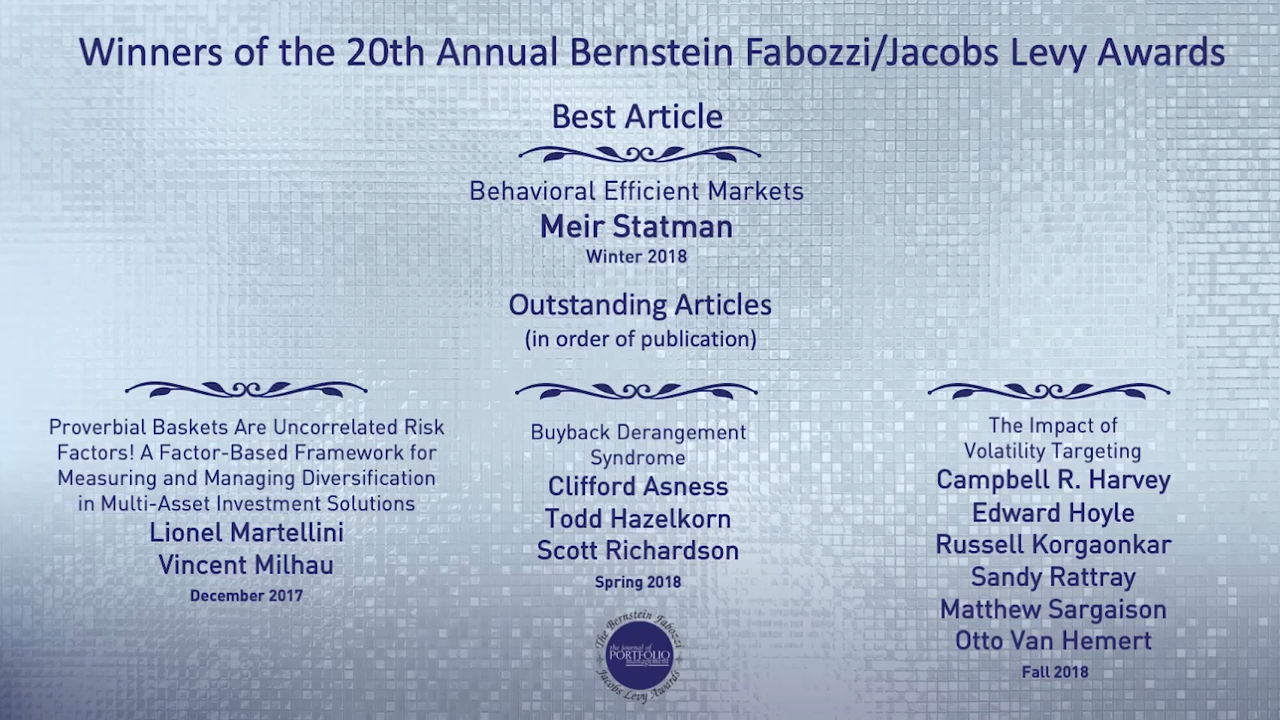 Winners of the 20th Annual Bernstein Fabozzi/Jacobs Levy Awards
Best Article
Behavioral Efficient Markets
Meir Statman
Winter 2018
Outstanding Articles
(in order of publication)
Proverbial Baskets Are Uncorrelated Risk
Factors! A Factor-Based Framework for
Measuring and Managing Diversification
in Multi-Asset Investment Solutions
Lionel Martellini
Vincent Milhau
December 2017
Buyback Derangement
Syndrome
Clifford Asness
Todd Hazelkorn
Scott Richardson
Spring 2018
The Impact of
Volatility Targeting
Campbell R. Harvey
Edward Hoyle
Russell Korgaonkar
Sandy Rattray
Matthew Sargaison
Otto Van Hemert
Fall 2018
The Bernstein Fabozzi
the journal of
PORTFOLIO
management
Jacobs Levy Awards